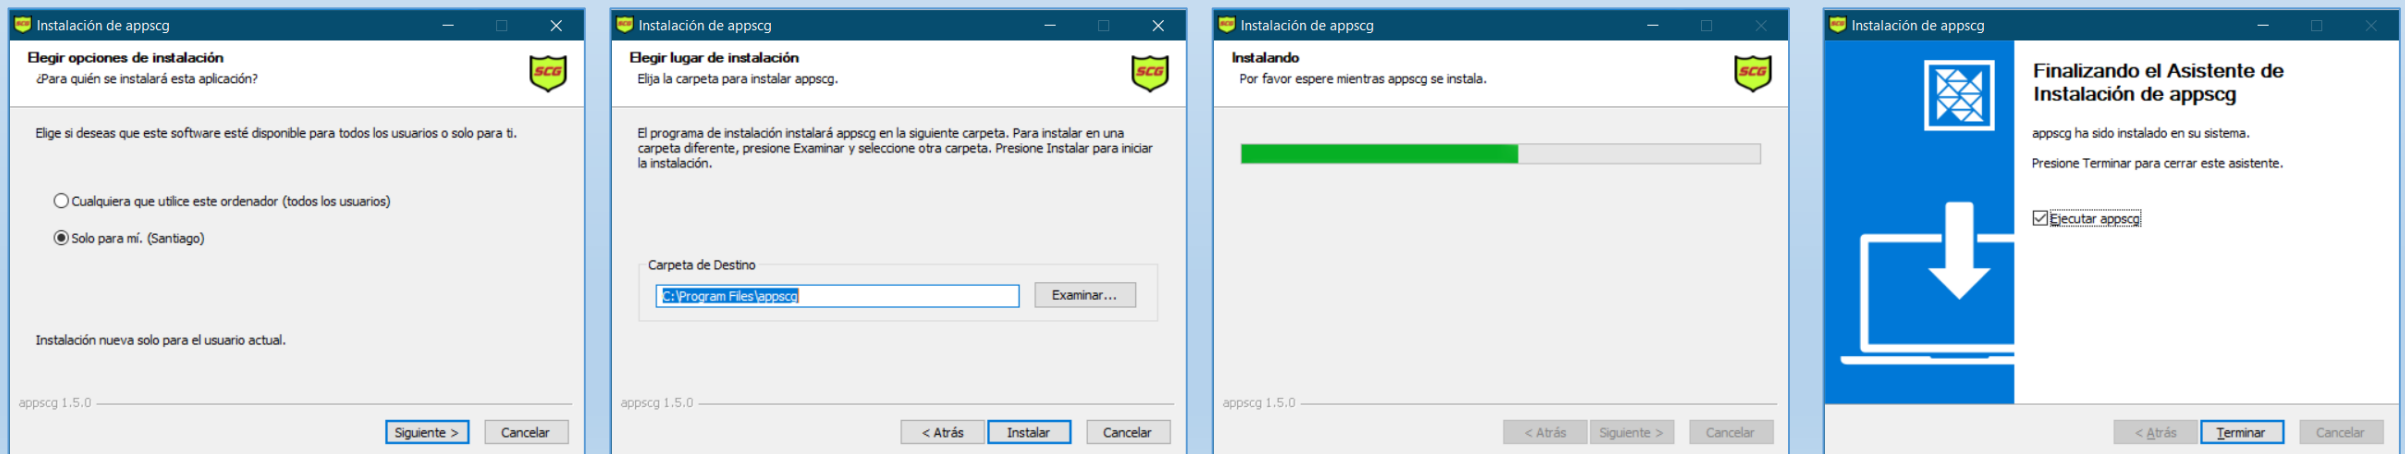 Instalación de appscg
Elegir opciones de instalación
¿Para quién se instalará esta aplicación?
SCG
Elige si deseas que este software esté disponible para todos los usuarios o solo para ti.
Cualquiera que utilice este ordenador (todos los usuarios)
Solo para mí. (Santiago)
Instalación nueva solo para el usuario actual.
appscg 1.5.0
Siguiente >
Cancelar
Instalación de appscg
Elegir lugar de instalación
Elija la carpeta para instalar appscg.
SCG
El programa de instalación instalará appscg en la siguiente carpeta. Para instalar en una
carpeta diferente, presione Examinar y seleccione otra carpeta. Presione Instalar para iniciar
la instalación.
Carpeta de Destino
C:\Program Files\appscg
Examinar...
appscg 1.5.0
< Atrás
Instalar
Cancelar
Instalación de appscg
Instalando
Por favor espere mientras appscg se instala.
SCG
appscg 1.5.0
< Atrás
Siguiente >
Cancelar
Instalación de appscg
Finalizando el Asistente de
Instalación de appscg
appscg ha sido instalado en su sistema.
Presione Terminar para cerrar este asistente.
Ejecutar appscg
< Atrás
Terminar
Cancelar